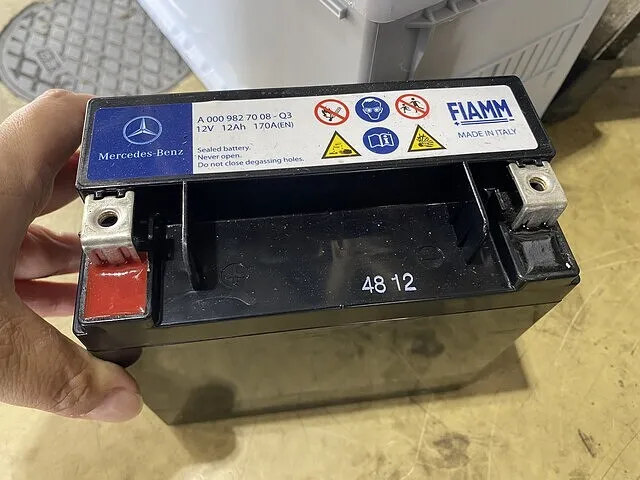 A 000 982 70 08 - Q3
12V 12Ah 170A(EN)
Mercedes-Benz
Sealed battery.
Never open.
Do not close degassing holes.
FIAMM
MADE IN ITALY
48 12